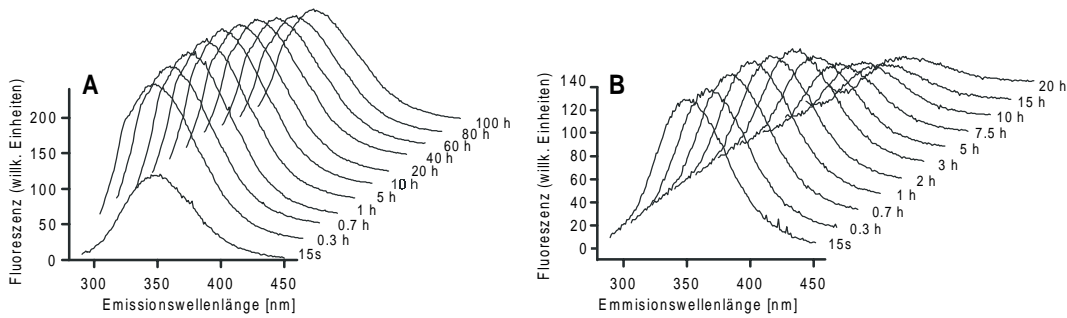 A
Fluoreszenz (willk. Einheiten)
200
150
100
50
0
300
350
400
450
Emissionswellenlänge [nm]
100 h
80 h
60 h
40 h
20 h
10 h
5 h
1 h
0.7 h
0.3 h
15s
B
Fluoreszenz (willk. Einheiten)
140
120
100
80
60
40
20
0
300
350
400
450
Emmisionswellenlänge [nm]
20 h
15 h
10 h
7.5 h
5 h
3 h
2 h
1 h
0.7 h
0.3 h
15s